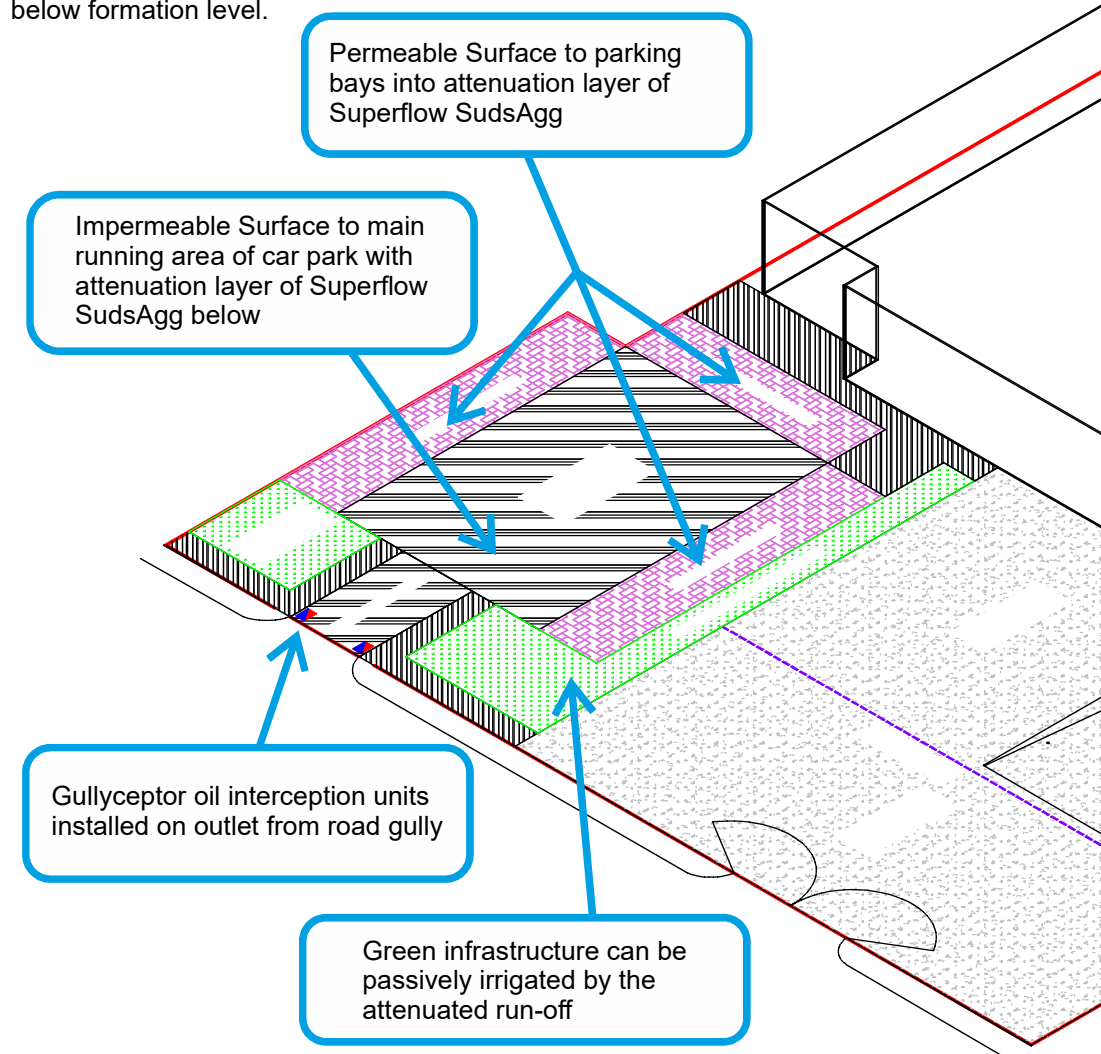 below formation level.
Permeable Surface to parking
bays into attenuation layer of
Superflow SudsAgg
Impermeable Surface to main
running area of car park with
attenuation layer of Superflow
SudsAgg below
Gullyceptor oil interception units
installed on outlet from road gully
Green infrastructure can be
passively irrigated by the
attenuated run-off